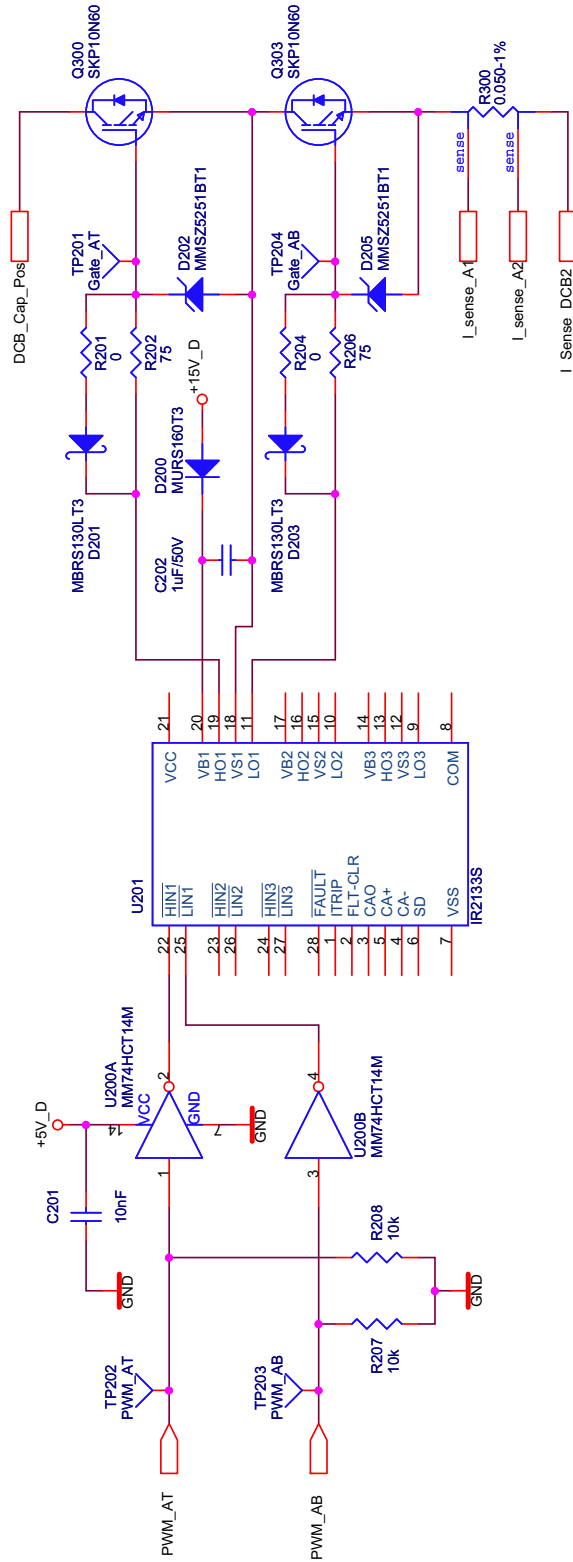 PWM_AT
PWM_AB
TP202
PWM_AT
TP203
PWM_AB
GND
C201
10nF
+5V_D
R207
10k
R208
10k
GND
1
14
VCC
U200A
MM74HCT14M
2
GND
7
GND
3
4
U200B
MM74HCT14M
U201
IR2133S
22
HIN1
25
LIN1
23
HIN2
26
LIN2
24
HIN3
27
LIN3
28
FAULT
1
ITRIP
2
FLT-CLR
3
CAO
5
CA+
4
CA-
6
SD
7
VSS
VCC
21
VB1
20
HO1
19
VS1
18
LO1
11
VB2
17
HO2
16
VS2
15
LO2
10
VB3
14
HO3
13
VS3
12
LO3
9
COM
8
MBRS130LT3
D201
C202
1uF/50V
D200
MURS160T3
+15V_D
MBRS130LT3
D203
R201
0
R202
75
R204
0
R206
75
TP201
Gate_AT
D202
MMSZ5251BT1
TP204
Gate_AB
D205
MMSZ5251BT1
DCB_Cap_Pos
Q300
SKP10N60
Q303
SKP10N60
R300
0.050-1%
sense
sense
I_sense_A1
I_sense_A2
I_Sense_DCB2